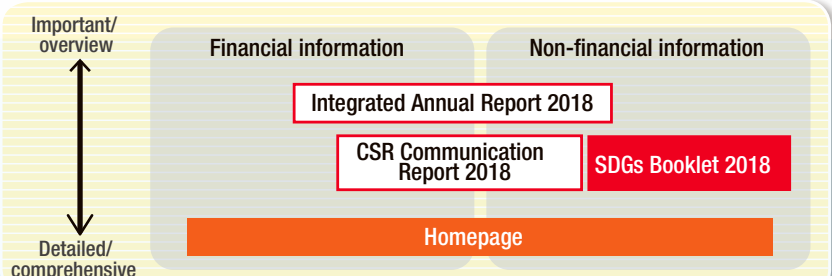 Important/
overview
Financial information
Non-financial information
Integrated Annual Report 2018
CSR Communication
Report 2018
SDGs Booklet 2018
Homepage
Detailed/
comprehensive